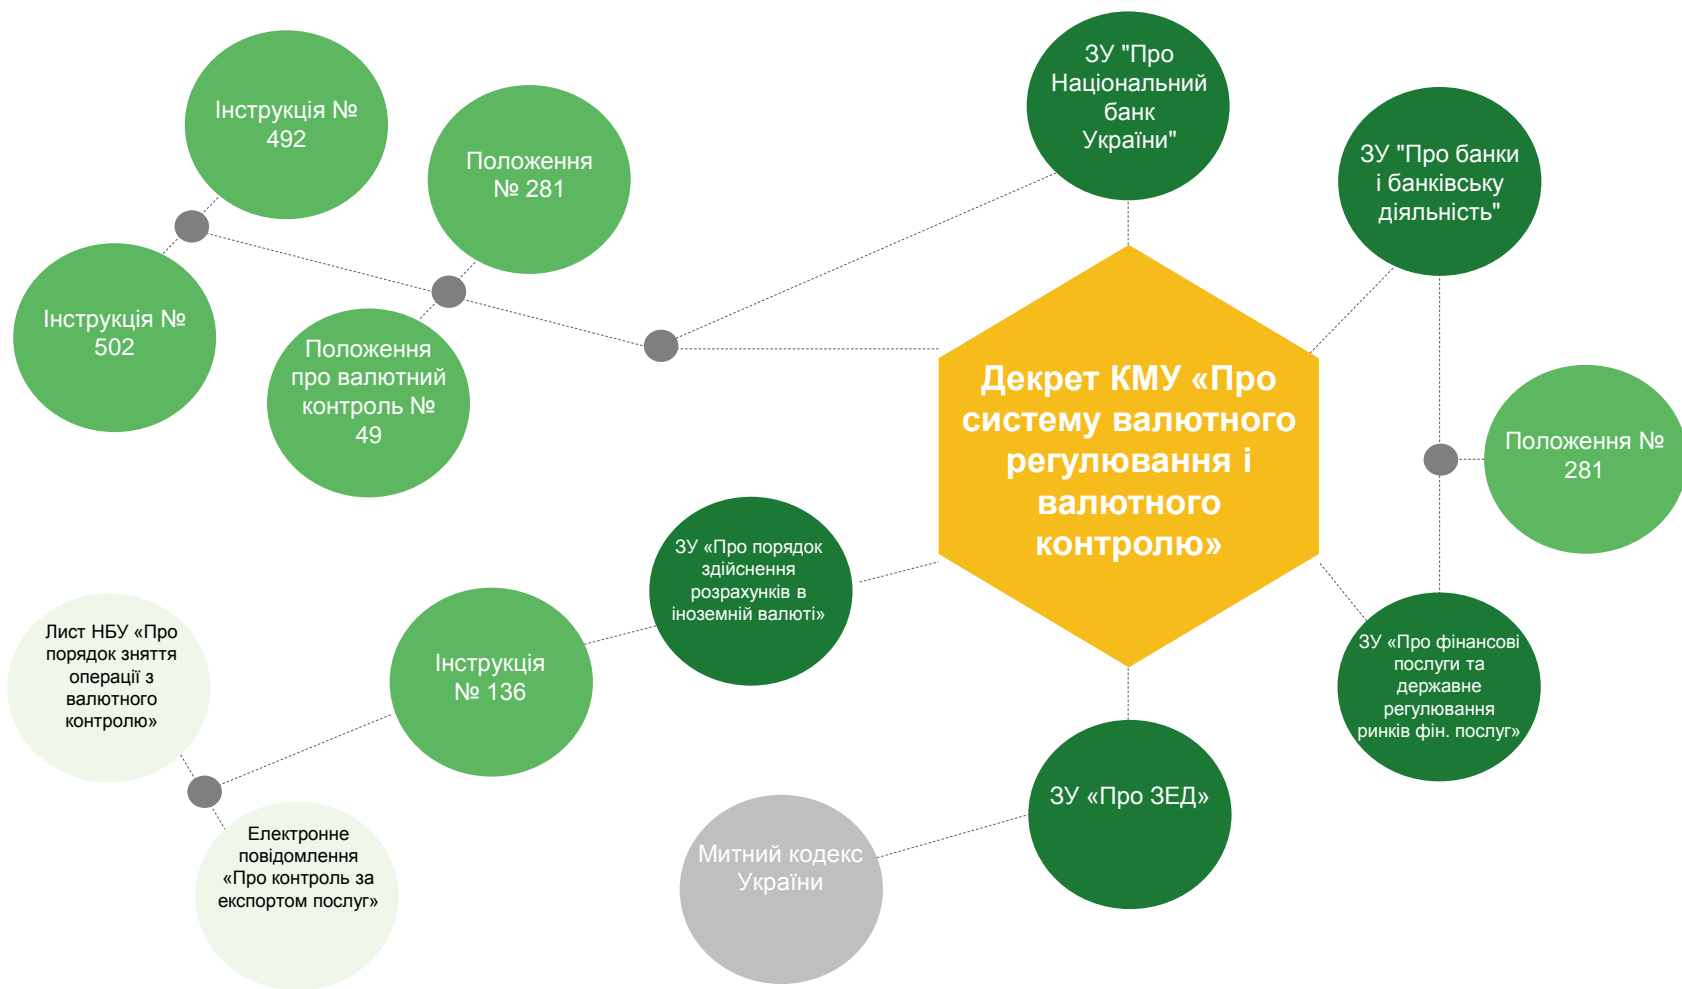 ЗУ "Про
Національний
банк
України"
Інструкція №
492
Положення
№ 281
ЗУ "Про банки
і банківську
діяльність"
Інструкція №
502
Положення
про валютний
контроль №
49
Декрет КМУ «Про
систему валютного
регулювання і
валютного
контролю»
Положення №
281
ЗУ «Про порядок
здійснення
розрахунків в
іноземній валюті»
Лист НБУ «Про
порядок зняття
операції з
валютного
контролю»
Інструкція
№ 136
ЗУ «Про фінансові
послуги та
державне
регулювання
ринків фін. послуг»
ЗУ «Про ЗЕД»
Електронне
повідомлення
«Про контроль за
експортом послуг»
Митний кодекс
України